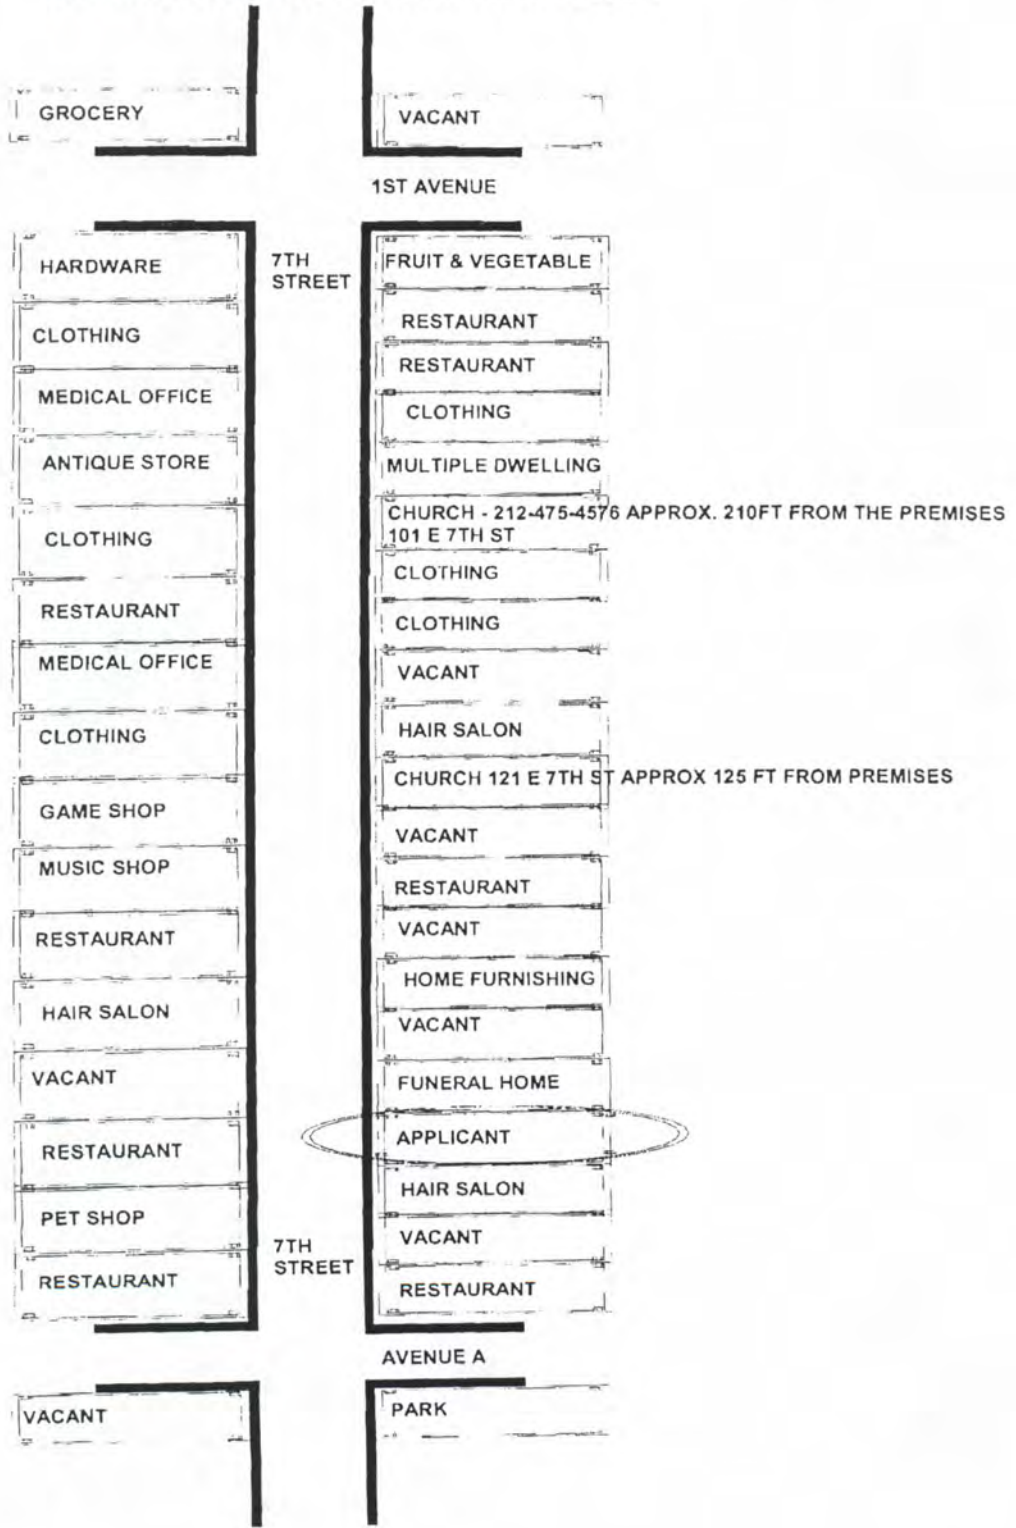 GROCERY
VACANT
1ST AVENUE
HARDWARE
CLOTHING
MEDICAL OFFICE
ANTIQUE STORE
CLOTHING
RESTAURANT
MEDICAL OFFICE
CLOTHING
GAME SHOP
MUSIC SHOP
RESTAURANT
HAIR SALON
VACANT
RESTAURANT
PET SHOP
RESTAURANT
7TH
STREET
7TH
STREET
FRUIT & VEGETABLE
RESTAURANT
RESTAURANT
CLOTHING
MULTIPLE DWELLING
CHURCH - 212-475-4576 APPROX. 210FT FROM THE PREMISES
101 E 7TH ST
CLOTHING
CLOTHING
VACANT
HAIR SALON
CHURCH 121 E 7TH ST APPROX 125 FT FROM PREMISES
VACANT
RESTAURANT
VACANT
HOME FURNISHING
VACANT
FUNERAL HOME
APPLICANT
HAIR SALON
VACANT
RESTAURANT
AVENUE A
VACANT
PARK